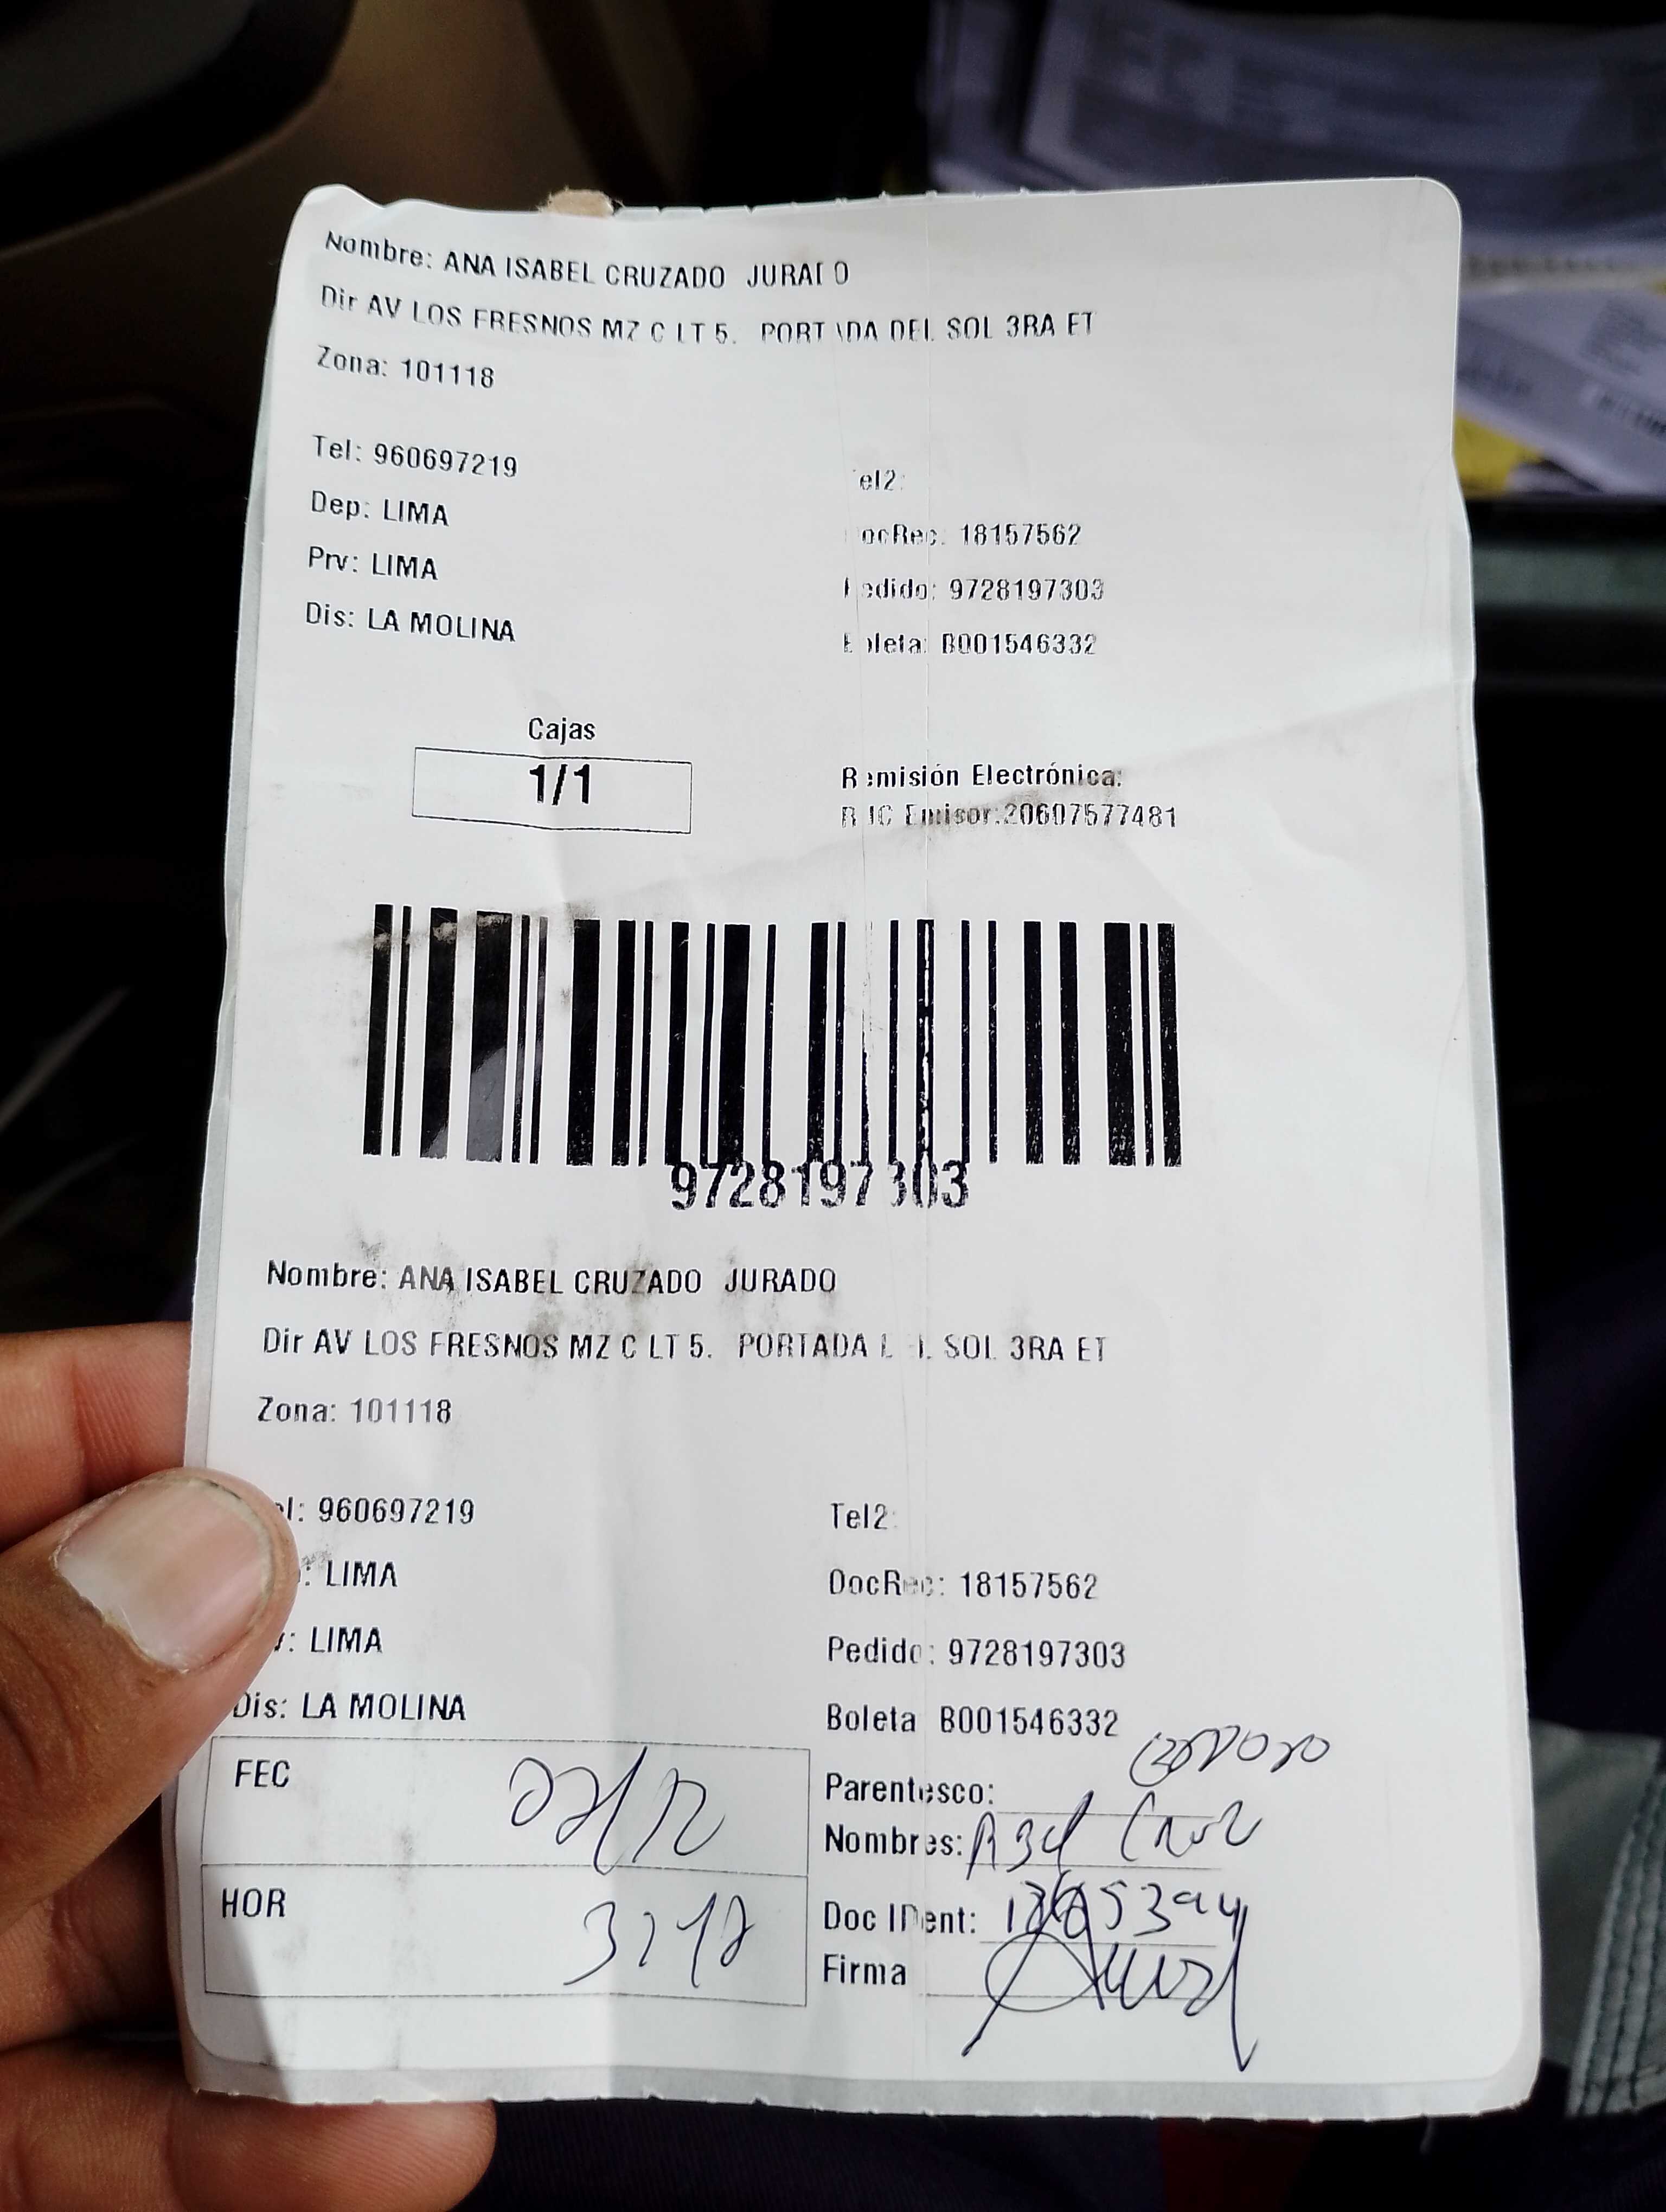 Nombre: ANA ISABEL CRUZADO JURADO
Dir AV LOS FRESNOS MZ C LT 5. PORTADA DEL SOL 3RA ET
Zona: 101118
Tel: 960697219
Tel2:
Dep: LIMA
DocRec: 18157562
Prv: LIMA
Pedido: 9728197303
Dis: LA MOLINA
Boleta: B001546332
Cajas
1/1
Remisión Electrónica:
RUC Emisor:20607577481
9728197303
Nombre: ANA ISABEL CRUZADO JURADO
Dir AV LOS FRESNOS MZ C LT 5. PORTADA DEL SOL 3RA ET
Zona: 101118
el: 960697219
Tel2:
: LIMA
DocRec: 18157562
v: LIMA
Pedido: 9728197303
Dis: LA MOLINA
Boleta B001546332
FEC 22/12
Parentesco:
Nombres:
HOR
Doc IDent:
Firma